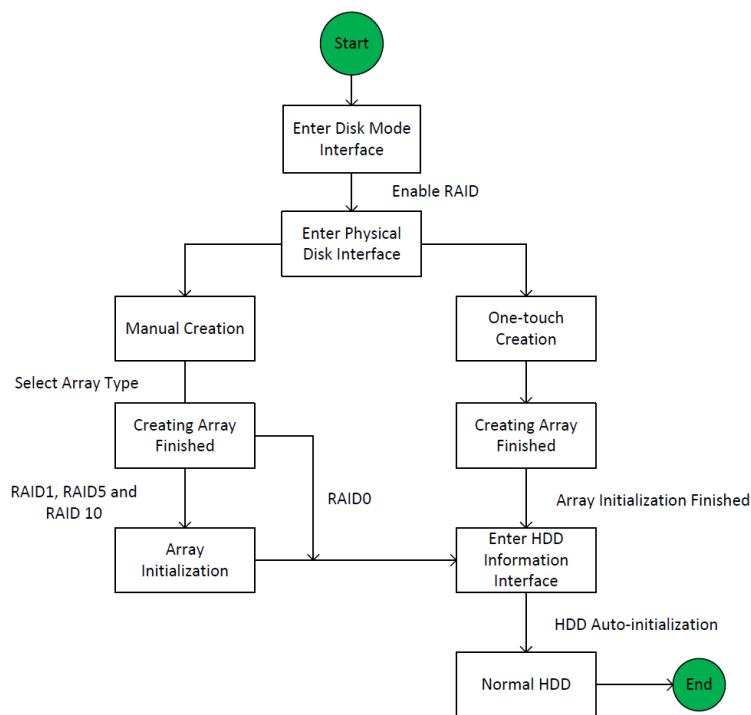 Start
Enter Disk Mode
Interface
Enable RAID
Enter Physical
Disk Interface
Manual Creation
One-touch
Creation
Select Array Type
Creating Array
Finished
Creating Array
Finished
RAID1, RAID5 and
RAID 10
RAID0
Array Initialization Finished
Array
Initialization
Enter HDD
Information
Interface
HDD Auto-initialization
Normal HDD
End